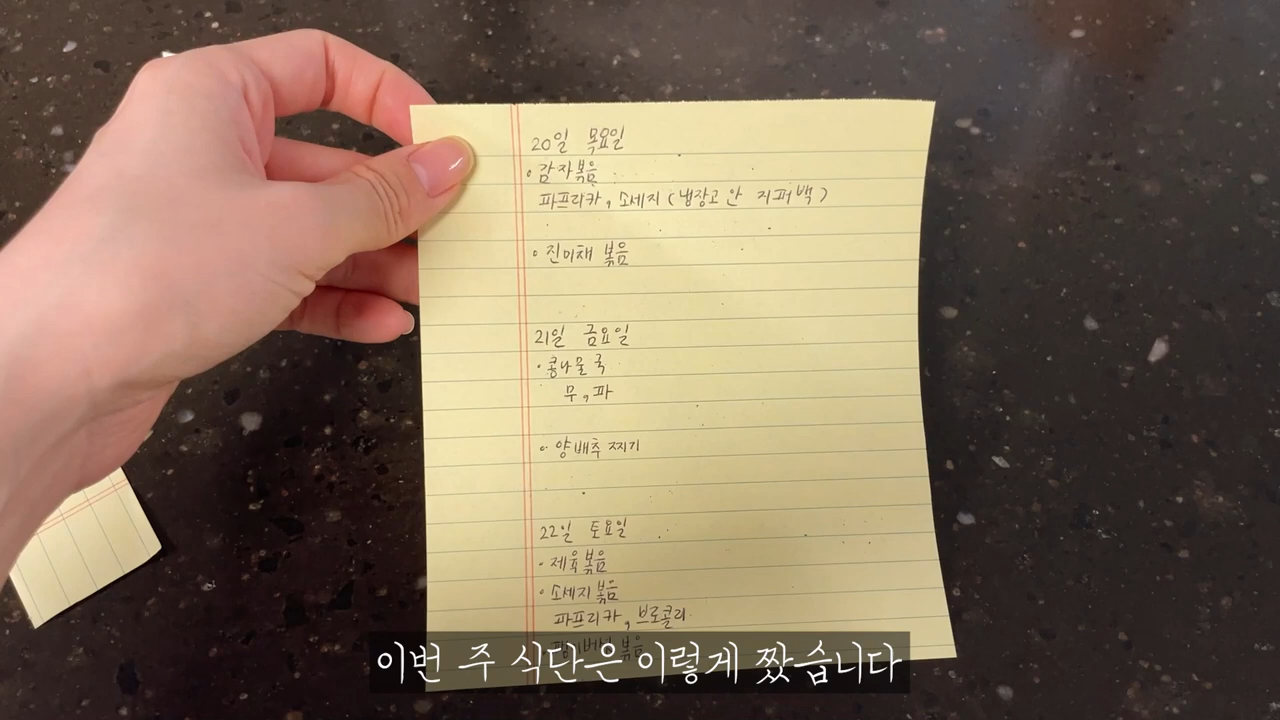 20일 목요일
• 감자볶음
파프리카, 소세지 (냉장고 안 지퍼백)
• 진미채 볶음
21일 금요일
• 콩나물국
무, 파
• 양배추 찌기
22일 토요일
• 제육볶음
• 소세지볶음
파프리카, 브로콜리
볶음
이번 주 식단은 이렇게 짰습니다